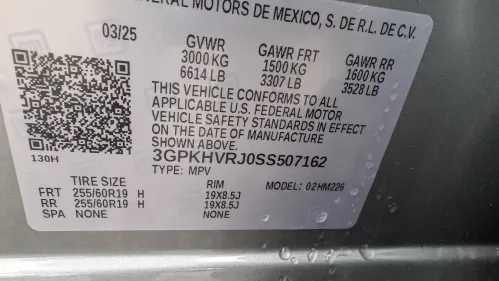 NERAL MOTORS DE MEXICO, S. DE R.L. DE C.V.
03/25 GVWR GAWR FRT GAWR RR
3000 KG 1500 KG 1600 KG
6614 LB 3307 LB 3528 LB
THIS VEHICLE CONFORMS TO ALL
APPLICABLE U.S. FEDERAL MOTOR
VEHICLE SAFETY STANDARDS IN
EFFECT ON THE DATE OF MANUFACTURE
SHOWN ABOVE.
3GPKHVRJ0SS507162
130H TYPE: MPV
TIRE SIZE RIM MODEL: 02HM226
FRT 255/60R19 H 19X8.5J
RR 255/60R19 H 19X8.5J
SPA NONE NONE